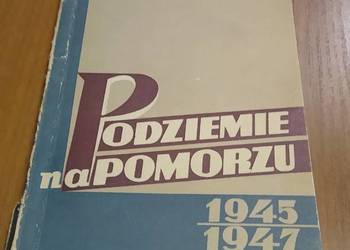 PODZIEMIE
na POMORZU
1945
1947